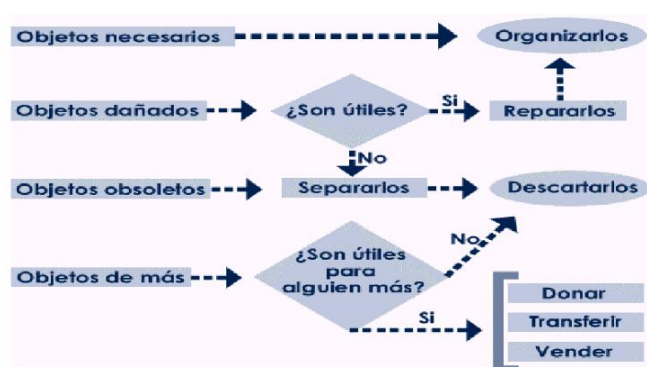 Objetos necesarios
Organizarlos
Objetos dañados
¿Son útiles?
Si
Repararlos
No
Objetos obsoletos
Separarlos
Descartarlos
Objetos de más
¿Son útiles
para
alguien más?
No
Si
Donar
Transferir
Vender